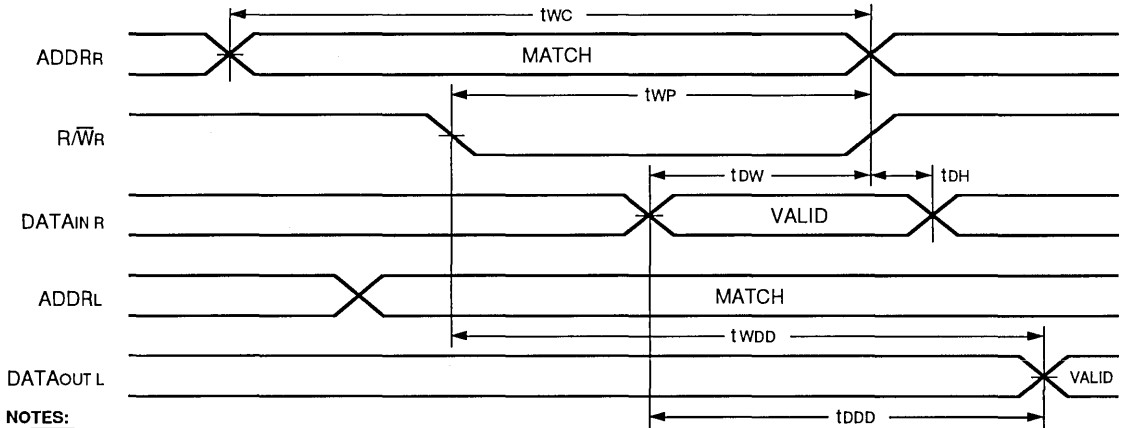 tWC
ADDRR MATCH
tWP
R/W̅R
tDW tDH
DATAIN R VALID
ADDRL MATCH
tWDD
DATAOUT L VALID
NOTES:
tDDD